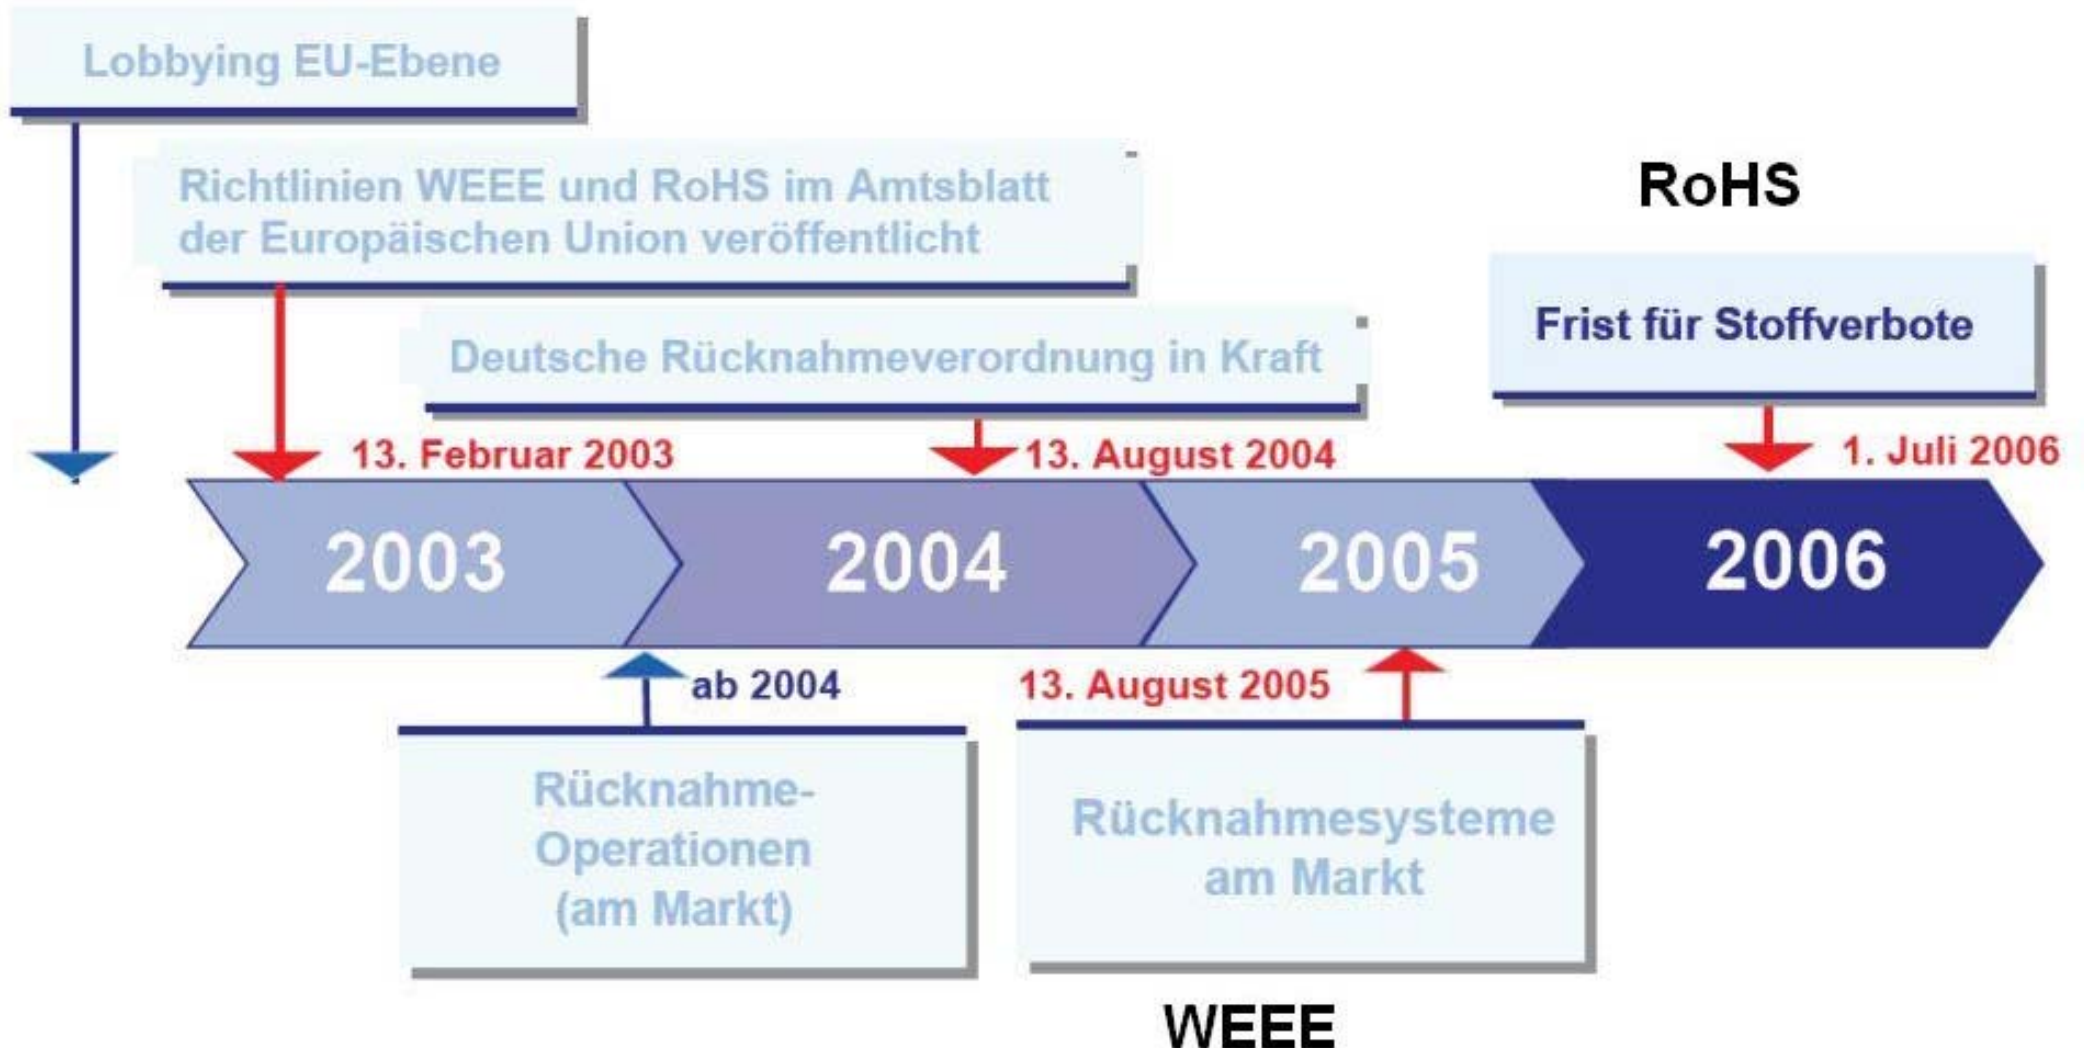 Lobbying EU-Ebene
Richtlinien WEEE und RoHS im Amtsblatt
der Europäischen Union veröffentlicht
RoHS
Deutsche Rücknahmeverordnung in Kraft
Frist für Stoffverbote
13. Februar 2003
13. August 2004
1. Juli 2006
2003
2004
2005
2006
ab 2004
13. August 2005
Rücknahme-
Operationen
(am Markt)
Rücknahmesysteme
am Markt
WEEE